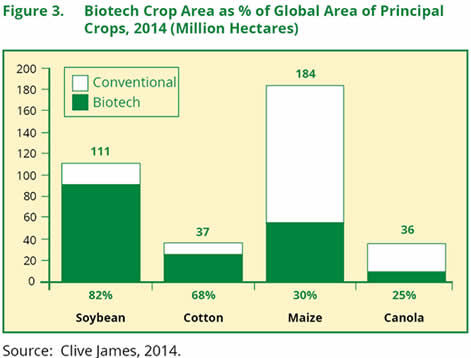 Figure 3. Biotech Crop Area as % of Global Area of Principal
Crops, 2014 (Million Hectares)
200
180
160
140
120
100
80
60
40
20
0
Conventional
Biotech
111
37
184
36
82% 68% 30% 25%
Soybean Cotton Maize Canola
Source: Clive James, 2014.